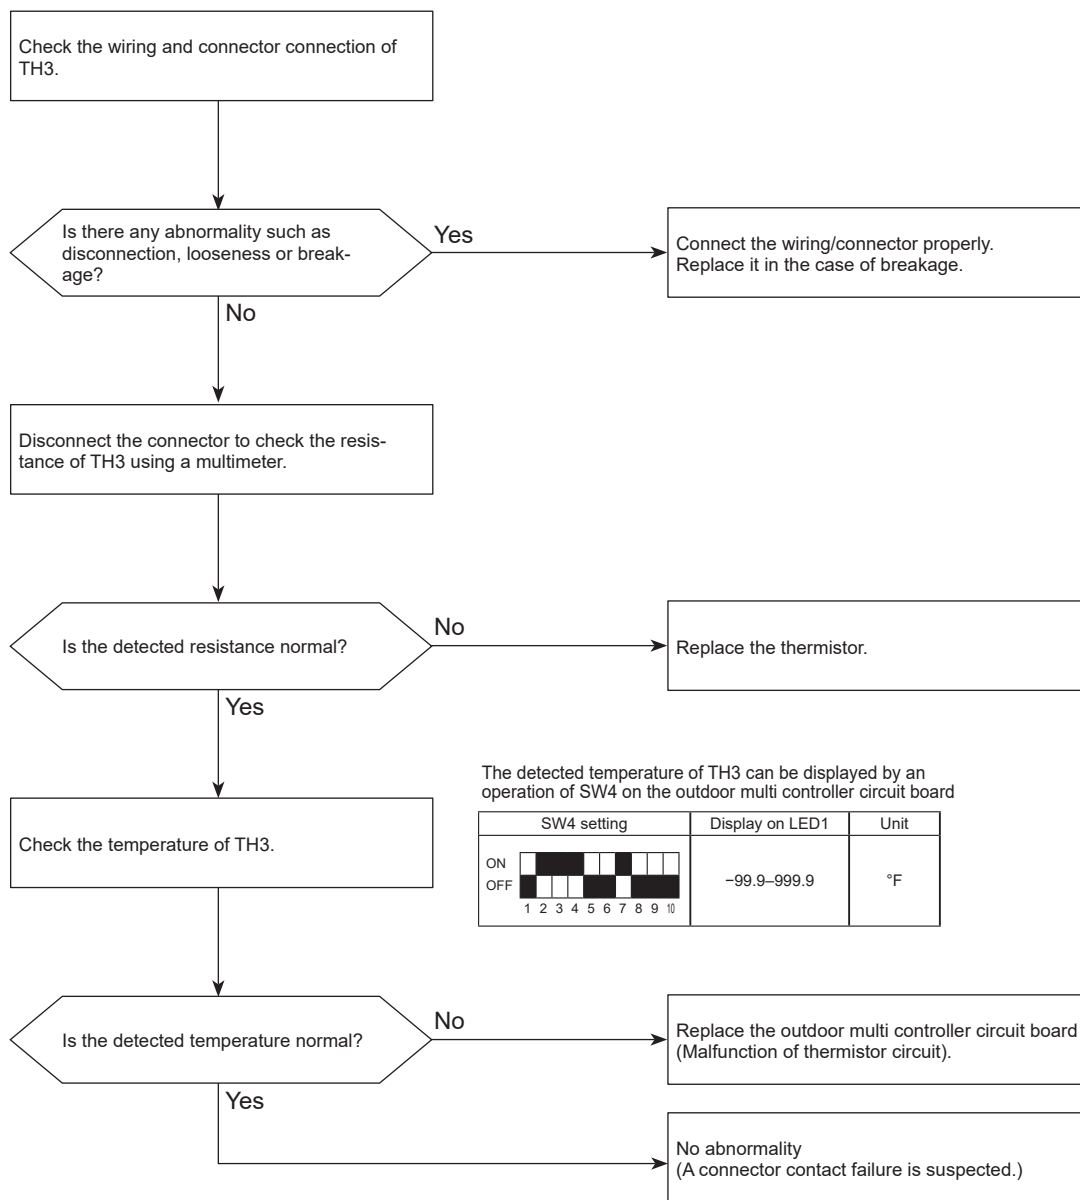 Check the wiring and connector connection of
TH3.
Is there any abnormality such as
disconnection, looseness or break-
age?
Yes
Connect the wiring/connector properly.
Replace it in the case of breakage.
No
Disconnect the connector to check the resis-
tance of TH3 using a multimeter.
Is the detected resistance normal?
No
Replace the thermistor.
Yes
The detected temperature of TH3 can be displayed by an
operation of SW4 on the outdoor multi controller circuit board
SW4 setting
Display on LED1
Unit
ON
OFF
1 2 3 4 5 6 7 8 9 10
−99.9–999.9
°F
Check the temperature of TH3.
Is the detected temperature normal?
No
Replace the outdoor multi controller circuit board
(Malfunction of thermistor circuit).
Yes
No abnormality
(A connector contact failure is suspected.)